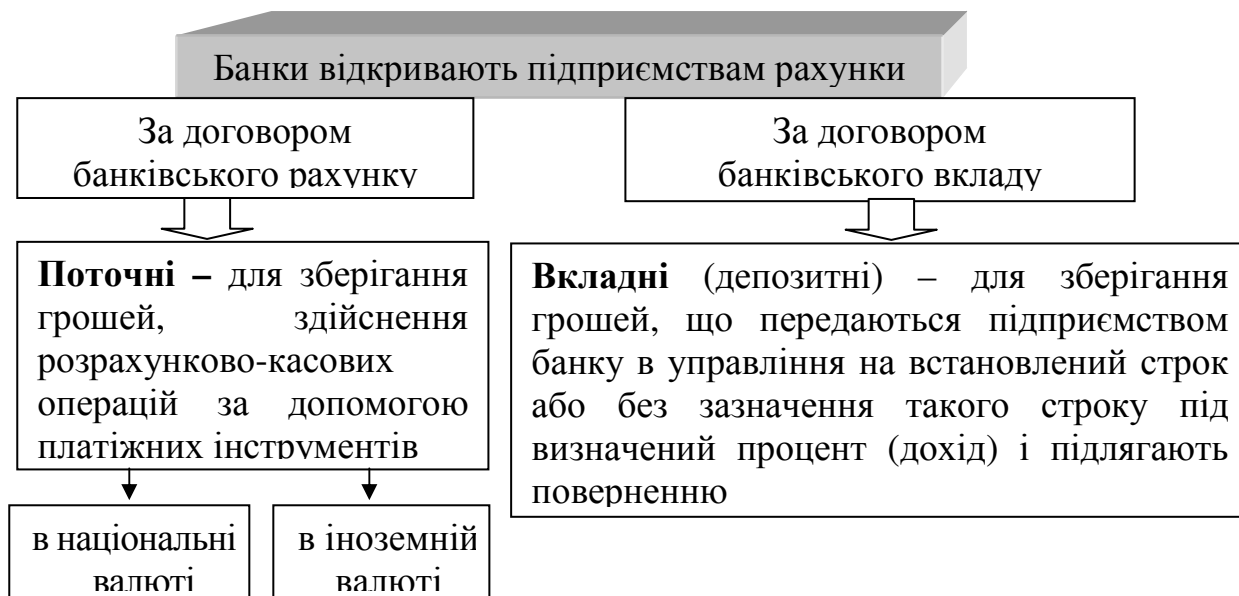 Банки відкривають підприємствам рахунки
За договором
банківського рахунку
За договором
банківського вкладу
Поточні – для зберігання
грошей, здійснення
розрахунково-касових
операцій за допомогою
платіжних інструментів
Вкладні (депозитні) – для зберігання
грошей, що передаються підприємством
банку в управління на встановлений строк
або без зазначення такого строку під
визначений процент (дохід) і підлягають
поверненню
в національні
валюті
в іноземній
валюті